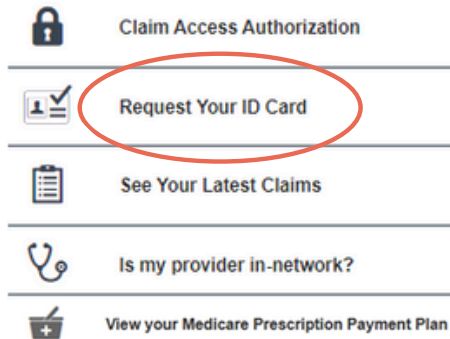 Claim Access Authorization
Request Your ID Card
See Your Latest Claims
Is my provider in-network?
View your Medicare Prescription Payment Plan